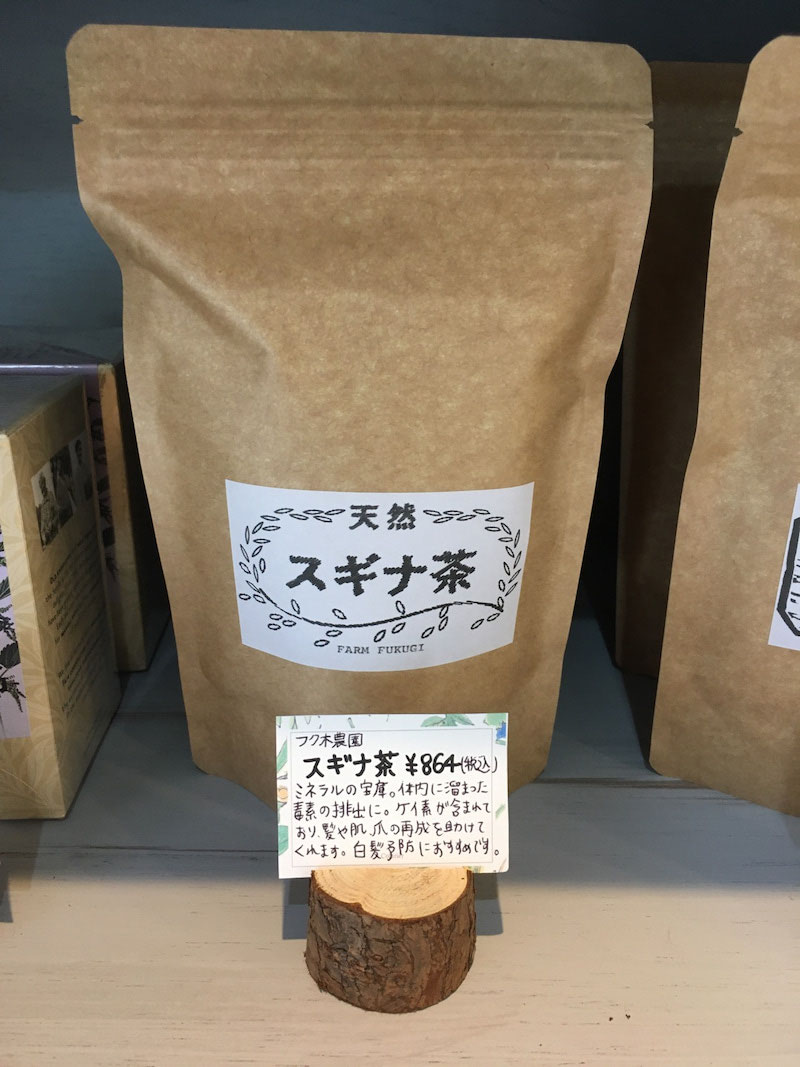 天然
スギナ茶
FARM FUKUGI
フク木農園
スギナ茶 ¥864(税込)
ミネラルの宝庫。体内に溜まった
毒素の排出に。ケイ素が含まれて
おり、髪や肌、爪の再成を助けて
くれます。白髪予防におすすめです。